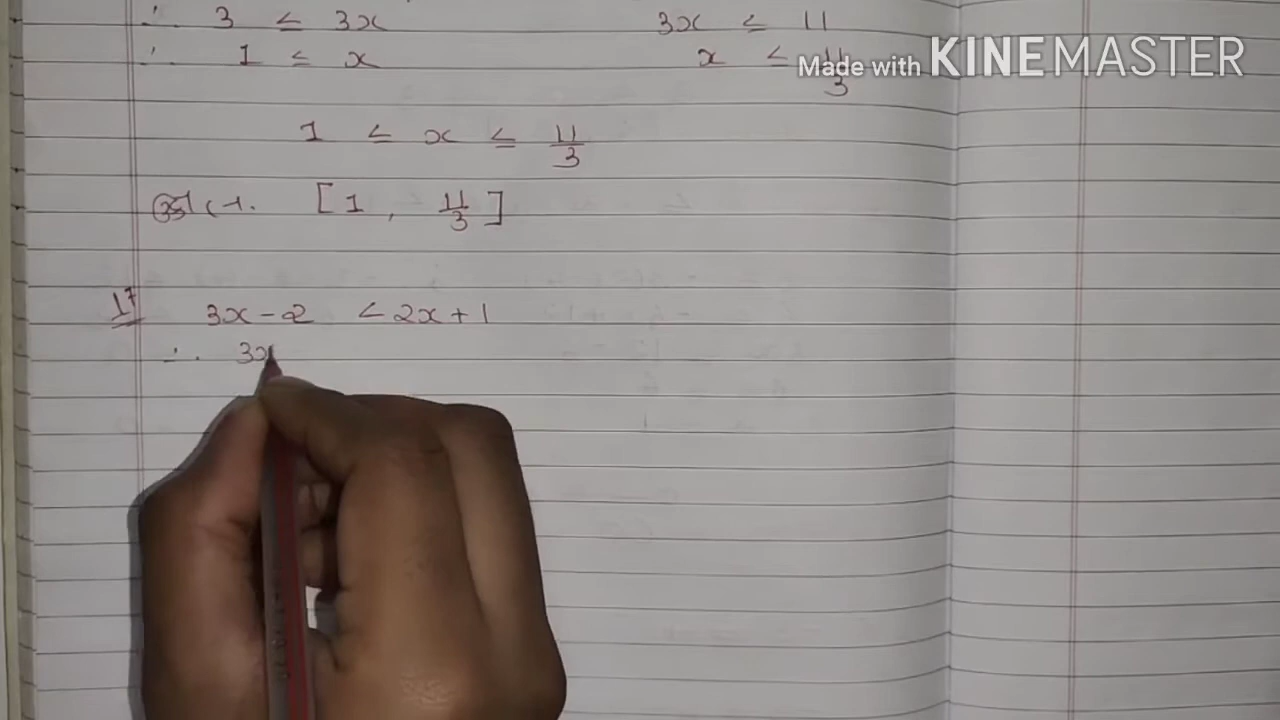 ∴ 3 ≤ 3x 3x ≤ 11
∴ 1 ≤ x x ≤ 11/3
Made with KINEMASTER
1 ≤ x ≤ 11/3
[1, 11/3]
17 3x - 2 < 2x + 1
∴ 3x